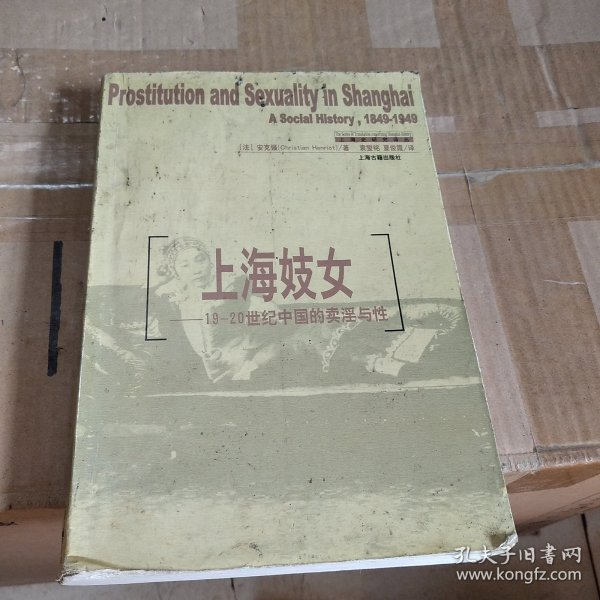 Prostitution and Sexuality in Shanghai
A Social History, 1849-1949
[法] 安克强(Christian Henriot)/著 袁燮铭 夏俊霞/译
上海古籍出版社
上海妓女
——19-20世纪中国的卖淫与性
孔夫子旧书网
www.kongfz.com